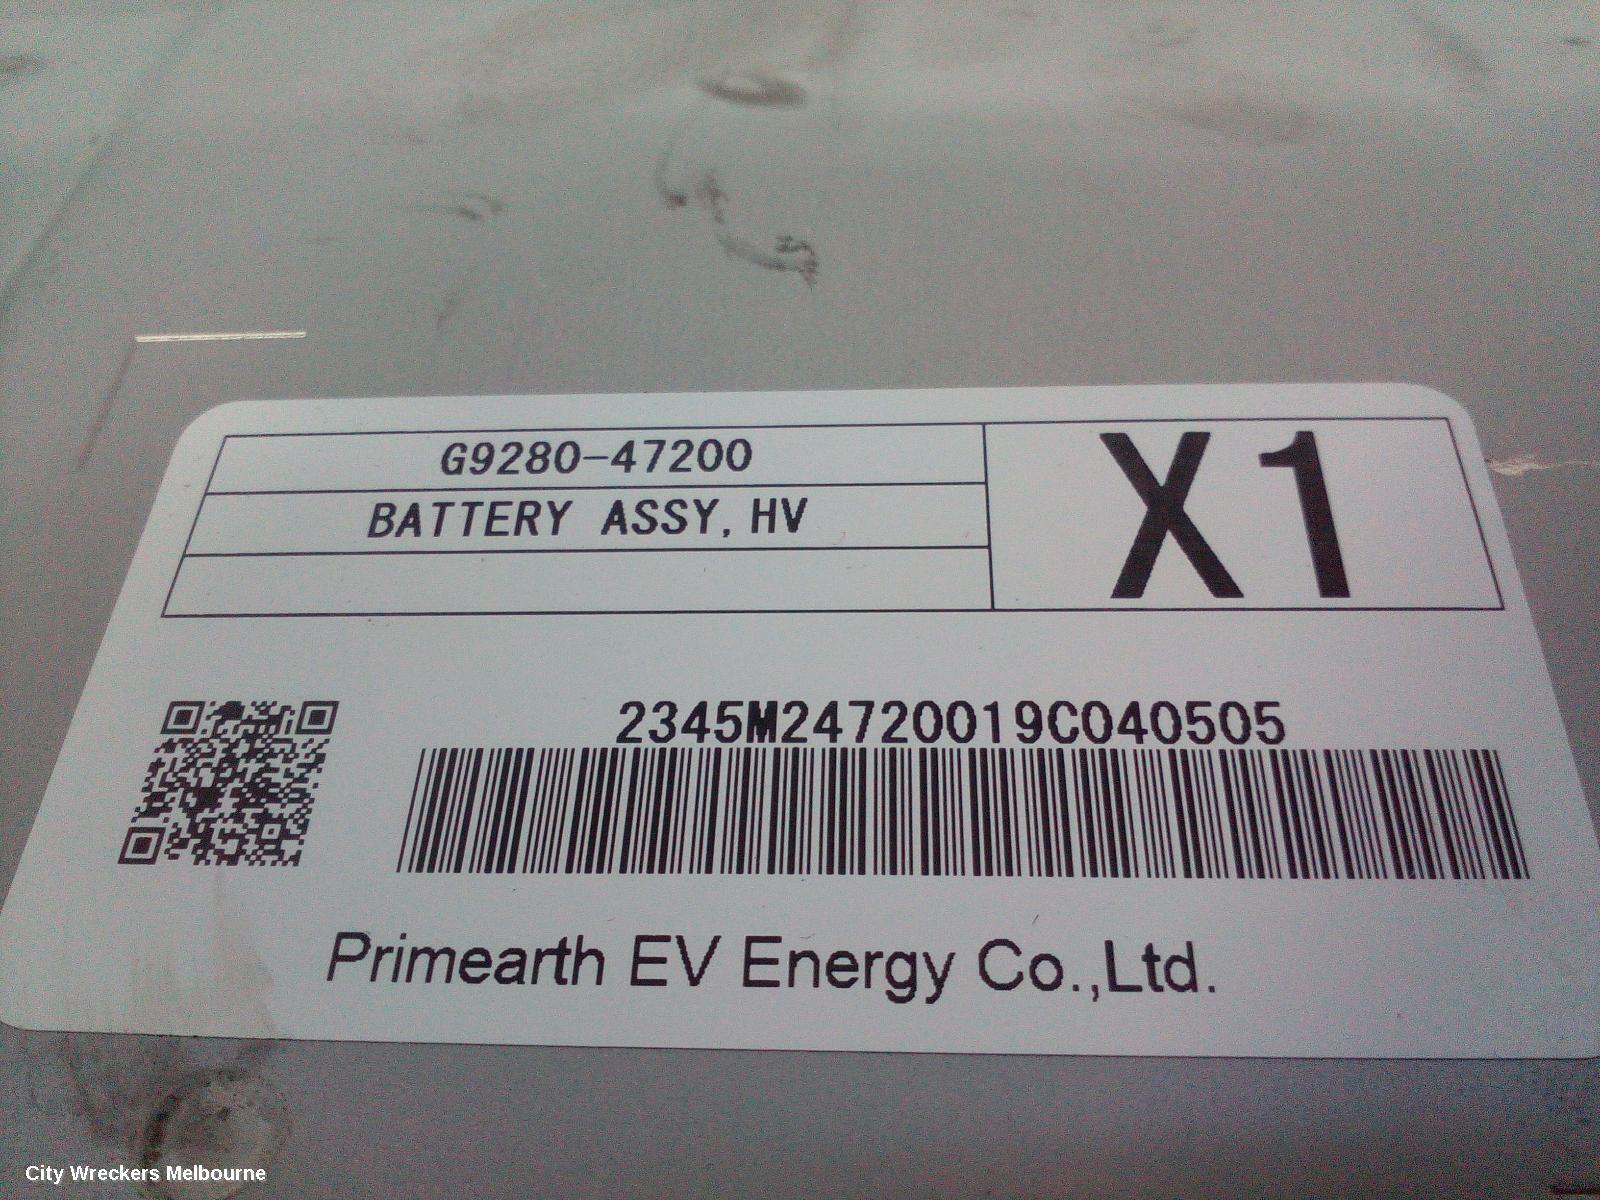 G9280-47200
BATTERY ASSY, HV
X1
2345M24720019C040505
Primearth EV Energy Co.,Ltd.
City Wreckers Melbourne